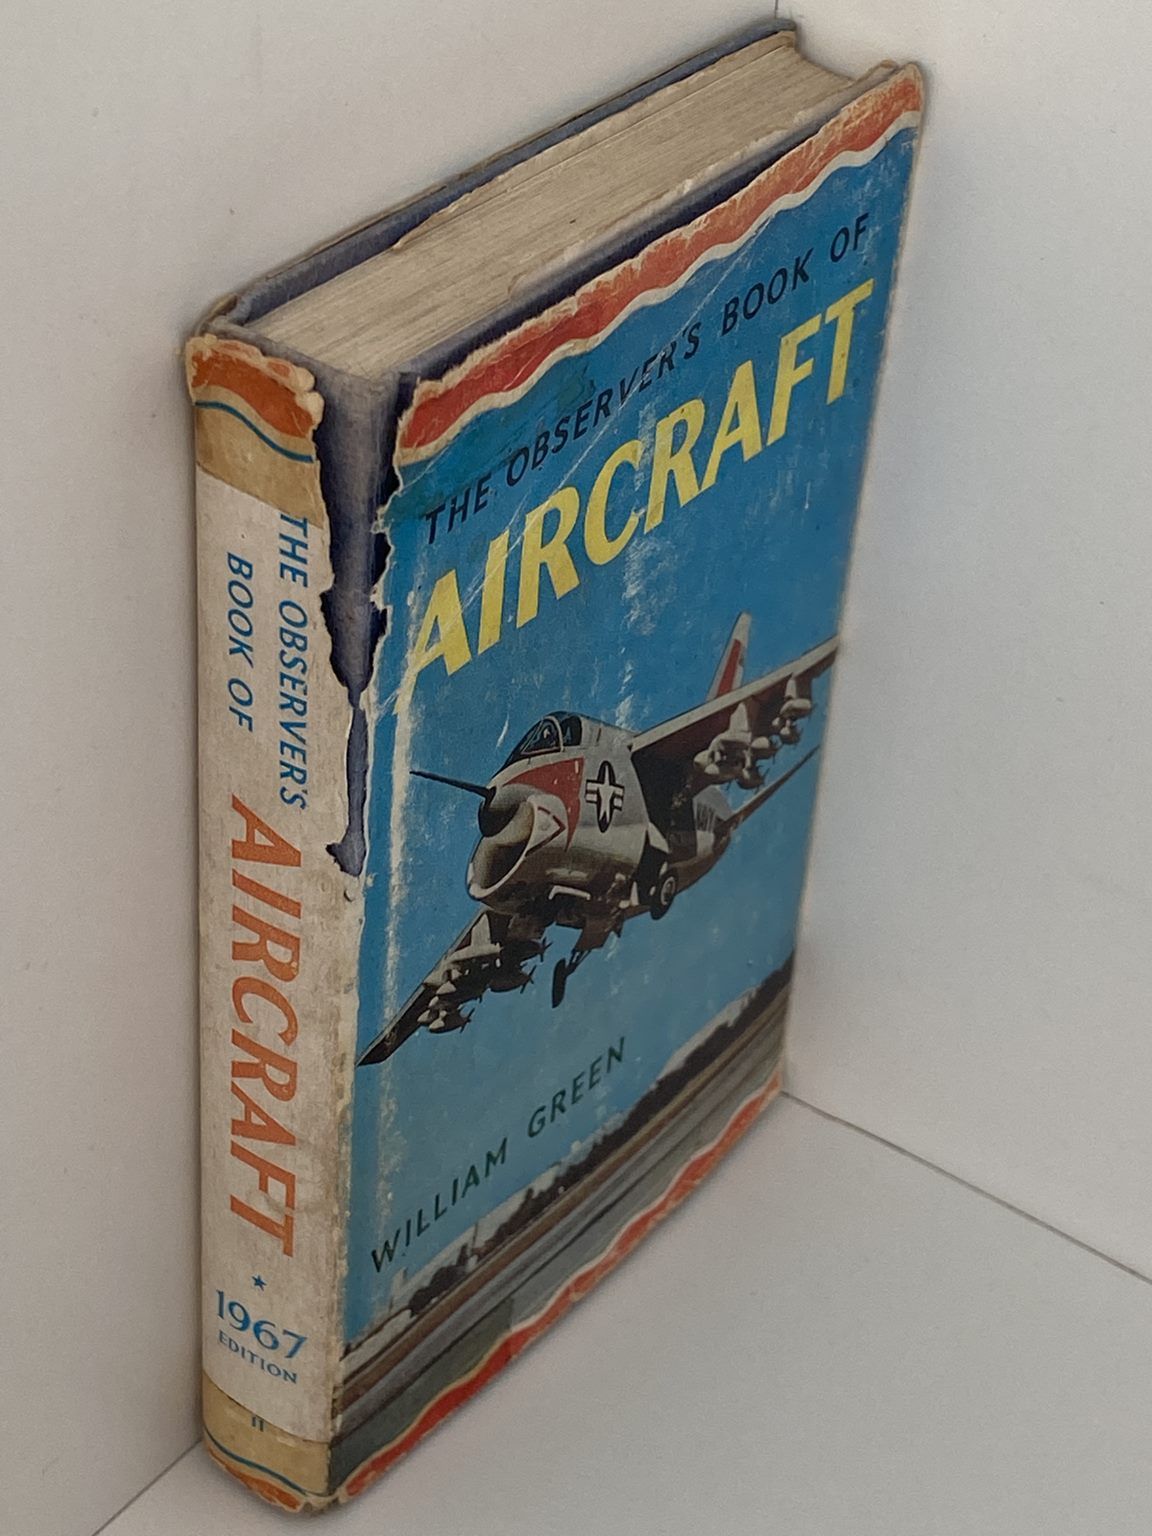 THE OBSERVER'S BOOK OF
AIRCRAFT
WILLIAM GREEN
THE OBSERVER'S
BOOK OF
AIRCRAFT
1967
EDITION
11